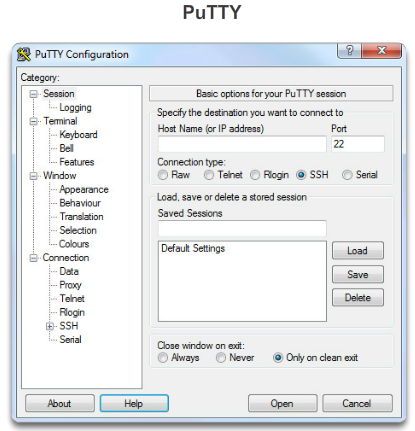 PuTTY
PuTTY Configuration
?
Category:
Session
Logging
Terminal
Keyboard
Bell
Features
Window
Appearance
Behaviour
Translation
Selection
Colours
Connection
Data
Proxy
Telnet
Rlogin
SSH
Serial
Basic options for your PuTTY session
Specify the destination you want to connect to
Host Name (or IP address) Port
22
Connection type:
Raw Telnet Rlogin SSH Serial
Load, save or delete a stored session
Saved Sessions
Default Settings
Load
Save
Delete
Close window on exit:
Always Never Only on clean exit
About Help Open Cancel